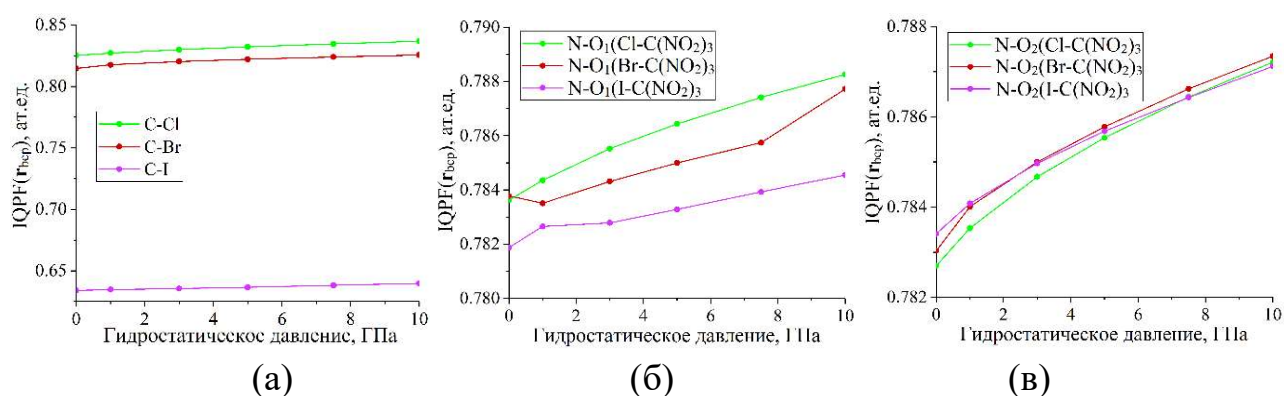 IQPF(r_bcp), ат.ед.
0.85
0.80
0.75
0.70
0.65
C-Cl
C-Br
C-I
0 2 4 6 8 10
Гидростатическое давление, ГПа
(а)
IQPF(r_bcp), ат.ед.
0.790
0.788
0.786
0.784
0.782
0.780
N-O₁(Cl-C(NO₂)₃
N-O₁(Br-C(NO₂)₃
N-O₁(I-C(NO₂)₃
0 2 4 6 8 10
Гидростатическое давление, ГПа
(б)
IQPF(r_bcp), ат.ед.
0.788
0.786
0.784
0.782
N-O₂(Cl-C(NO₂)₃
N-O₂(Br-C(NO₂)₃
N-O₂(I-C(NO₂)₃
0 2 4 6 8 10
Гидростатическое давление, ГПа
(в)